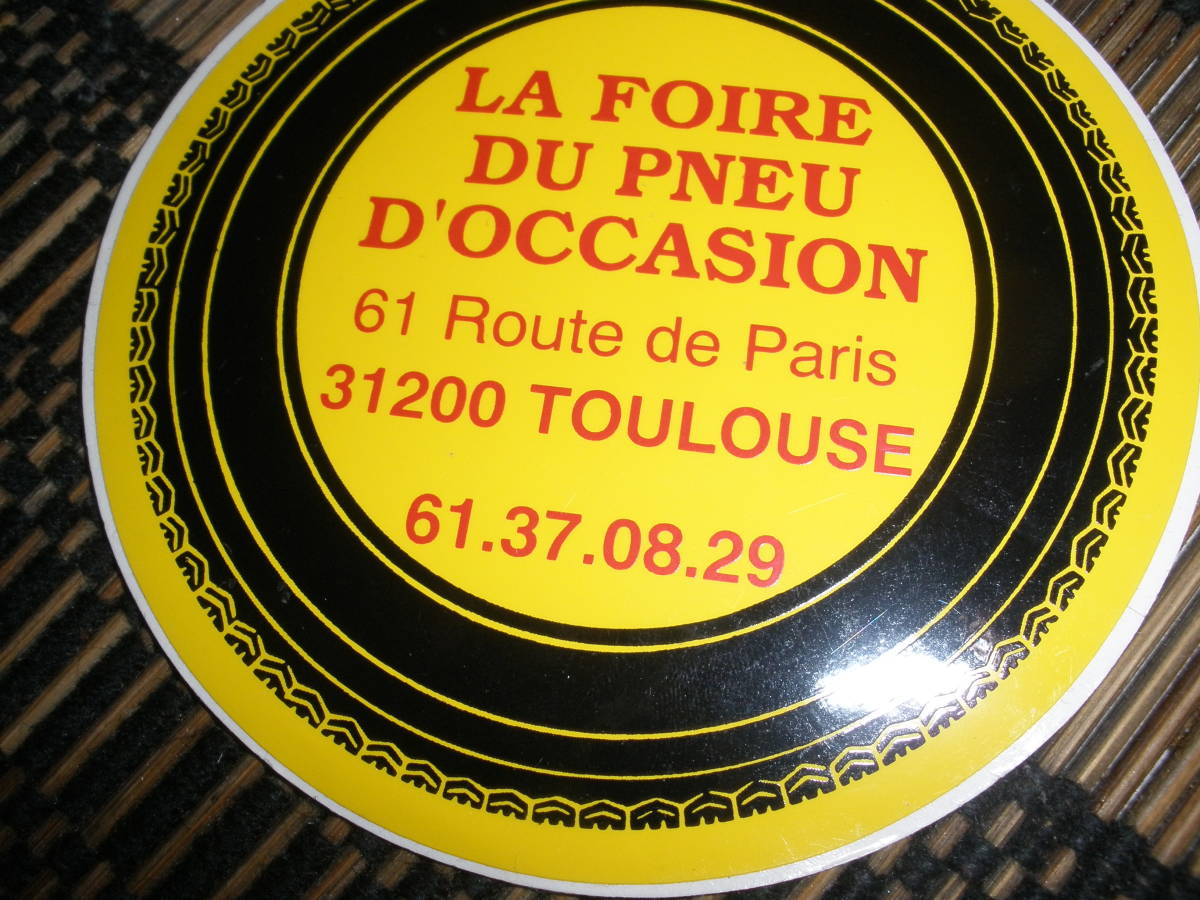 LA FOIRE
DU PNEU
D'OCCASION
61 Route de Paris
31200 TOULOUSE
61.37.08.29